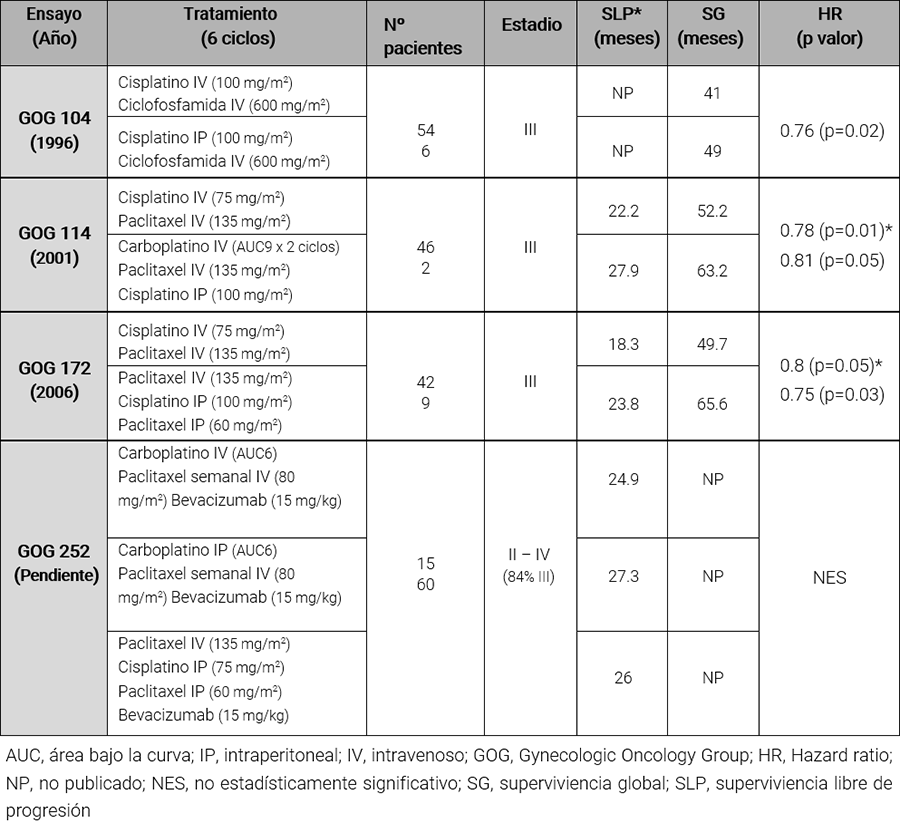 Ensayo
(Año)
Tratamiento
(6 ciclos)
Nº
pacientes
Estadio
SLP*
(meses)
SG
(meses)
HR
(p valor)
GOG 104
(1996)
Cisplatino IV (100 mg/m²)
Ciclofosfamida IV (600 mg/m²)
Cisplatino IP (100 mg/m²)
Ciclofosfamida IV (600 mg/m²)
54
6
III
NP
41
NP
49
0.76 (p=0.02)
GOG 114
(2001)
Cisplatino IV (75 mg/m²)
Paclitaxel IV (135 mg/m²)
Carboplatino IV (AUC9 x 2 ciclos)
Paclitaxel IV (135 mg/m²)
Cisplatino IP (100 mg/m²)
46
2
III
22.2
52.2
27.9
63.2
0.78 (p=0.01)*
0.81 (p=0.05)
GOG 172
(2006)
Cisplatino IV (75 mg/m²)
Paclitaxel IV (135 mg/m²)
Paclitaxel IV (135 mg/m²)
Cisplatino IP (100 mg/m²)
Paclitaxel IP (60 mg/m²)
42
9
III
18.3
49.7
23.8
65.6
0.8 (p=0.05)*
0.75 (p=0.03)
GOG 252
(Pendiente)
Carboplatino IV (AUC6)
Paclitaxel semanal IV (80
mg/m²) Bevacizumab (15 mg/kg)
Carboplatino IP (AUC6)
Paclitaxel semanal IV (80
mg/m²) Bevacizumab (15 mg/kg)
Paclitaxel IV (135 mg/m²)
Cisplatino IP (75 mg/m²)
Paclitaxel IP (60 mg/m²)
Bevacizumab (15 mg/kg)
15
60
II – IV
(84% III)
24.9
NP
27.3
NP
26
NP
NES
AUC, área bajo la curva; IP, intraperitoneal; IV, intravenoso; GOG, Gynecologic Oncology Group; HR, Hazard ratio;
NP, no publicado; NES, no estadísticamente significativo; SG, superviviencia global; SLP, superviviencia libre de
progresión